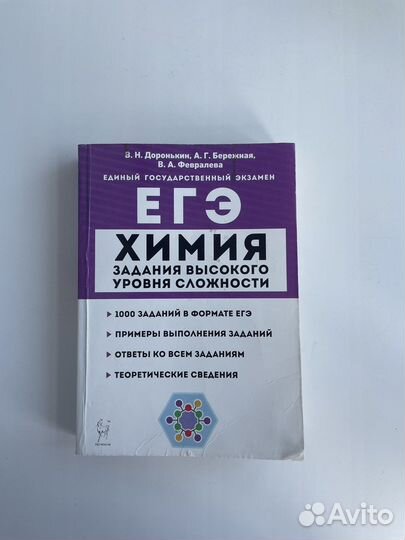 В. Н. Доронькин, А. Г. Бережная,
В. А. Февралева
ЕДИНЫЙ ГОСУДАРСТВЕННЫЙ ЭКЗАМЕН
ЕГЭ
ХИМИЯ
ЗАДАНИЯ ВЫСОКОГО
УРОВНЯ СЛОЖНОСТИ
1000 ЗАДАНИЙ В ФОРМАТЕ ЕГЭ
ПРИМЕРЫ ВЫПОЛНЕНИЯ ЗАДАНИЙ
ОТВЕТЫ КО ВСЕМ ЗАДАНИЯМ
ТЕОРЕТИЧЕСКИЕ СВЕДЕНИЯ
Avito